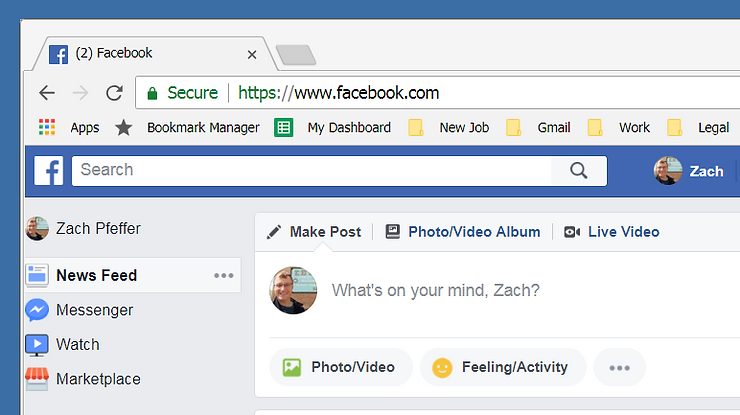 (2) Facebook
Secure https://www.facebook.com
Apps Bookmark Manager My Dashboard New Job Gmail Work Legal
Search Zach
Zach Pfeffer
Make Post Photo/Video Album Live Video
News Feed
What's on your mind, Zach?
Messenger
Watch
Photo/Video Feeling/Activity
Marketplace